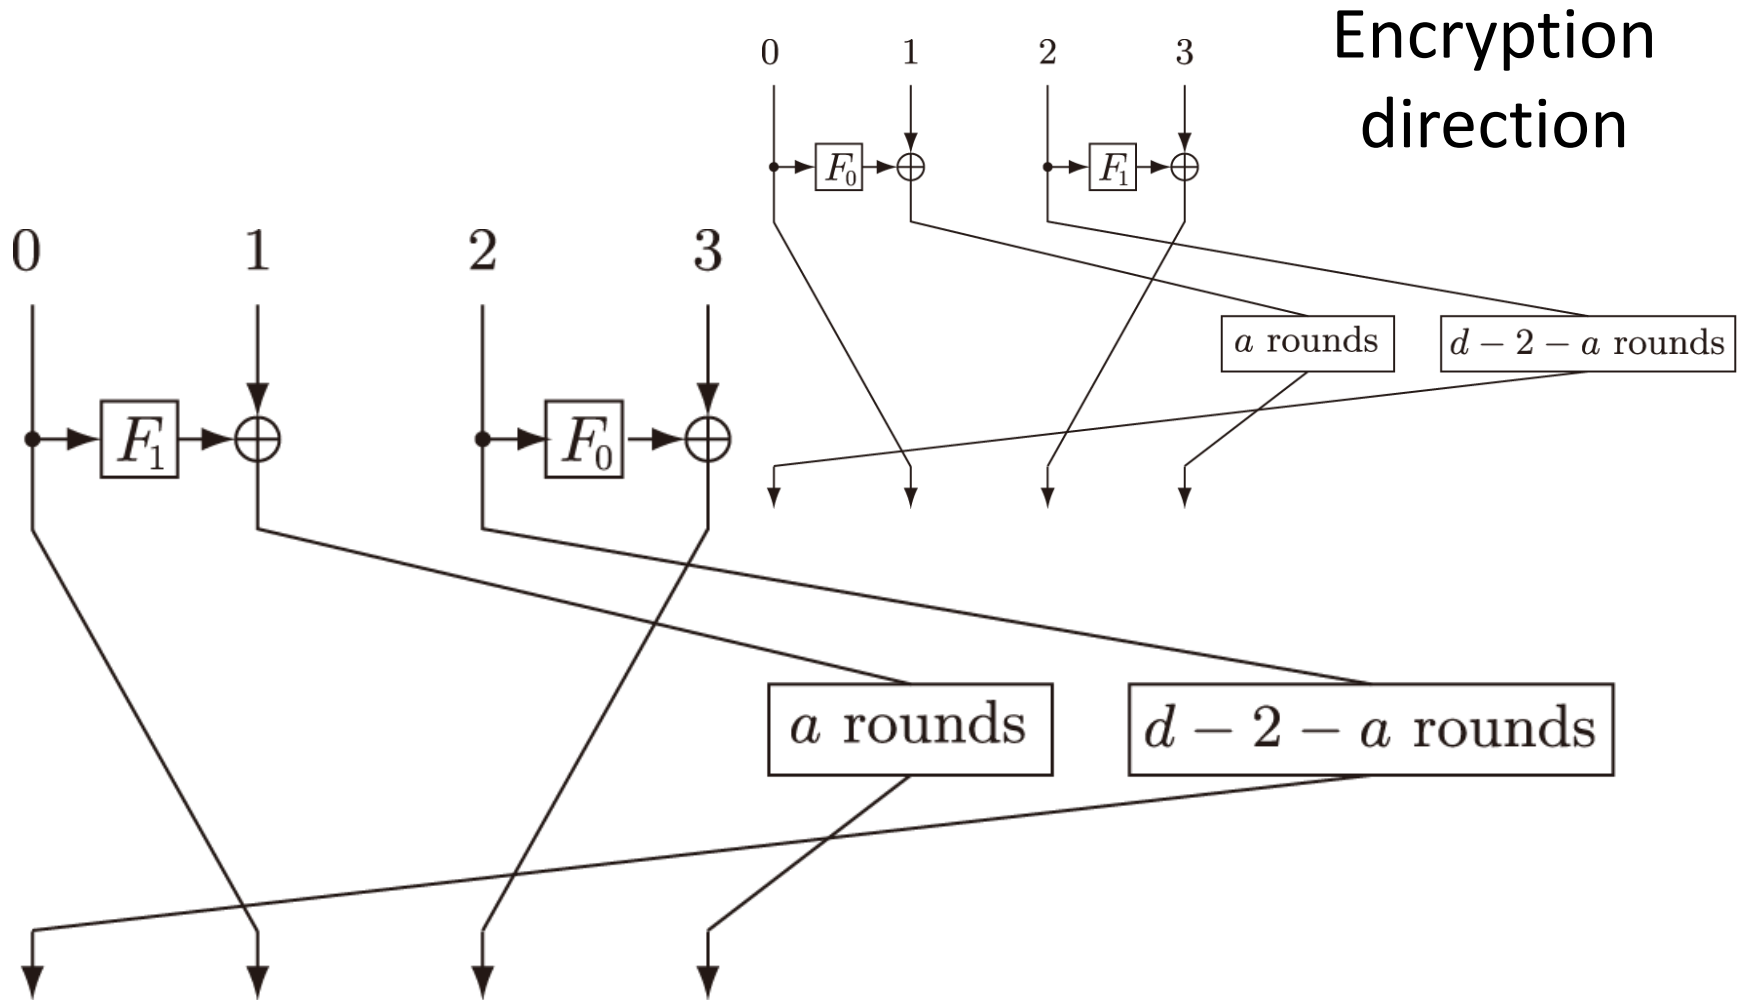 Encryption
direction
0 1 2 3
F₀ F₁
a rounds d − 2 − a rounds
0 1 2 3
F₁ F₀
a rounds d − 2 − a rounds